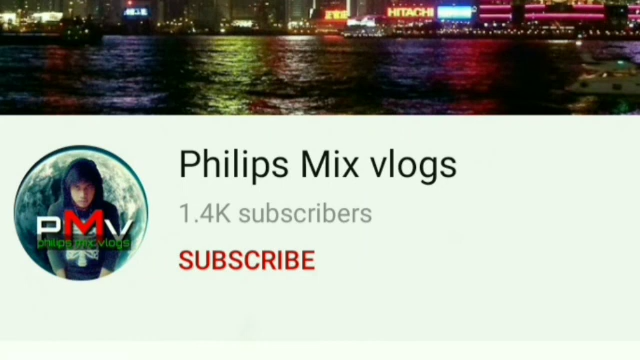 HITACHI
Philips Mix vlogs
1.4K subscribers
PMV
philips mix vlogs
SUBSCRIBE